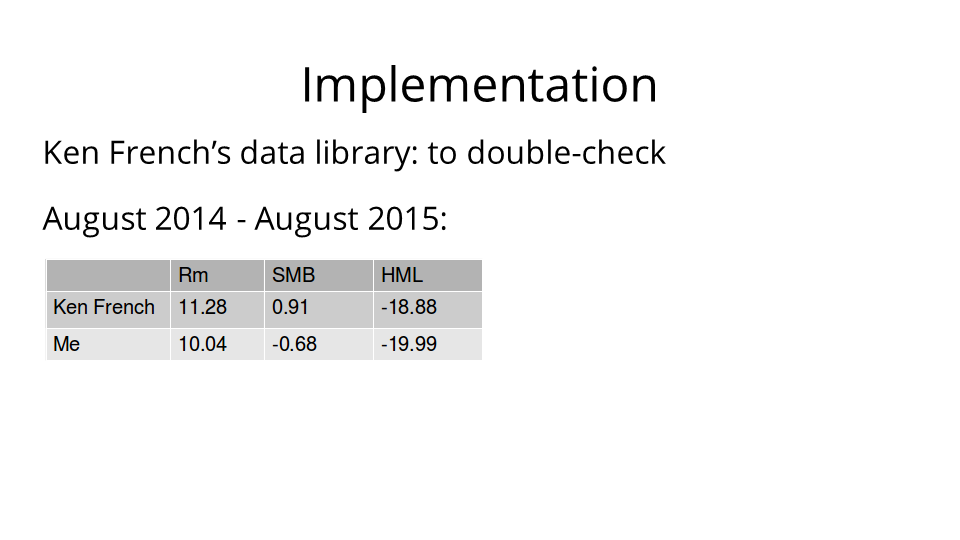 Implementation
Ken French’s data library: to double-check
August 2014 - August 2015:
Rm SMB HML
Ken French 11.28 0.91 -18.88
Me 10.04 -0.68 -19.99